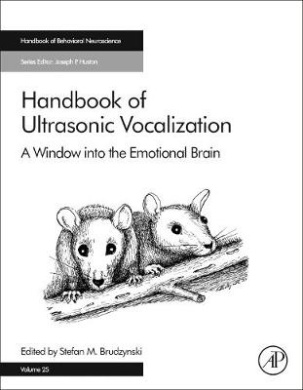 Handbook of Behavioral Neuroscience
Series Editor: Joseph P. Huston
Handbook of
Ultrasonic Vocalization
A Window into the Emotional Brain
Edited by Stefan M. Brudzynski
Volume 25
AP